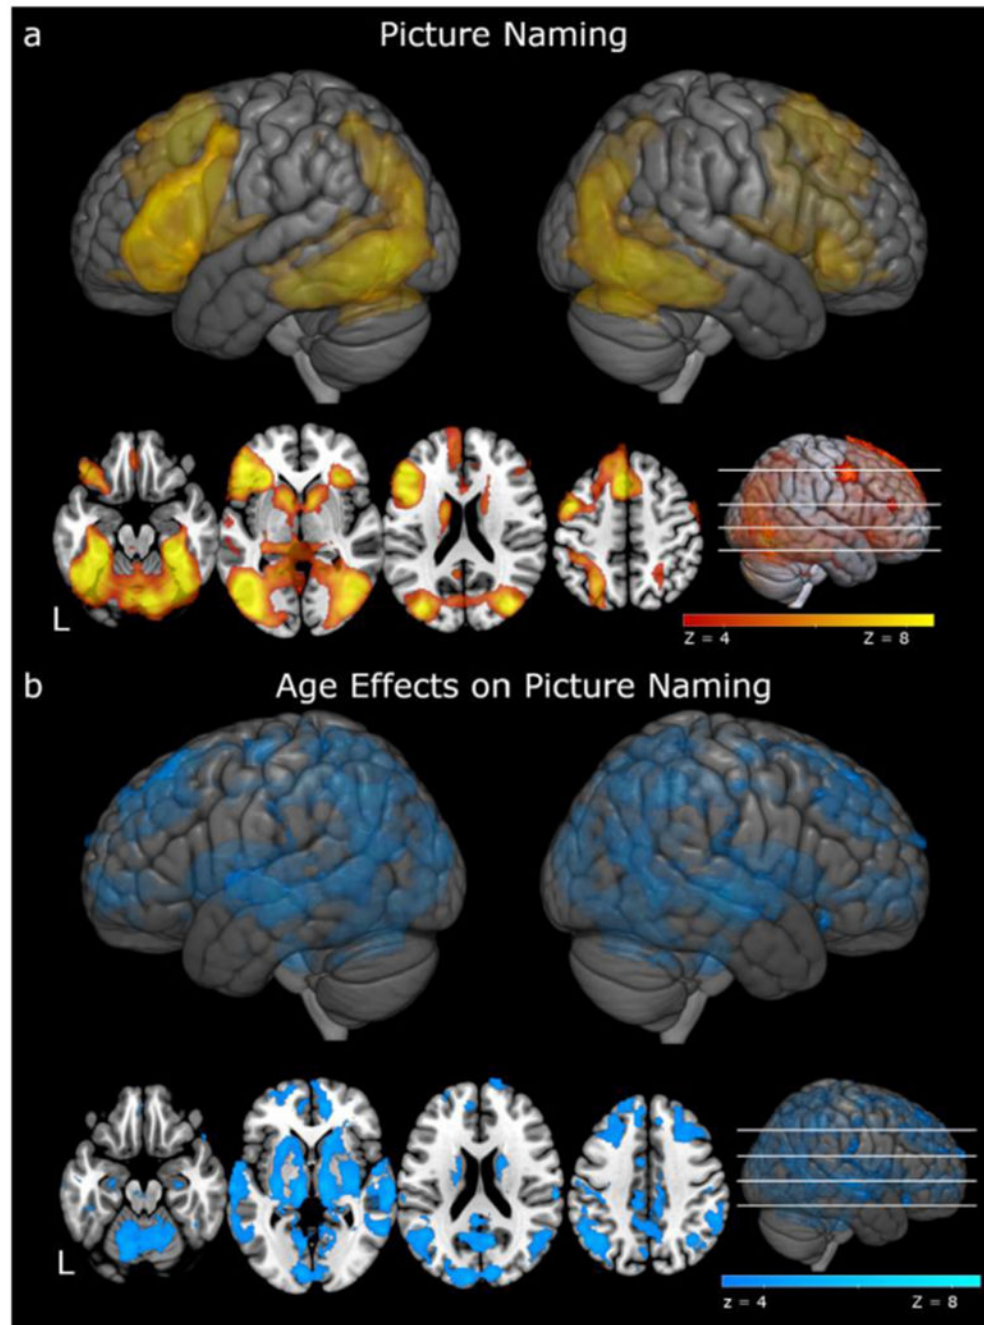 a
Picture Naming
L
Z = 4
Z = 8
b
Age Effects on Picture Naming
L
z = 4
Z = 8